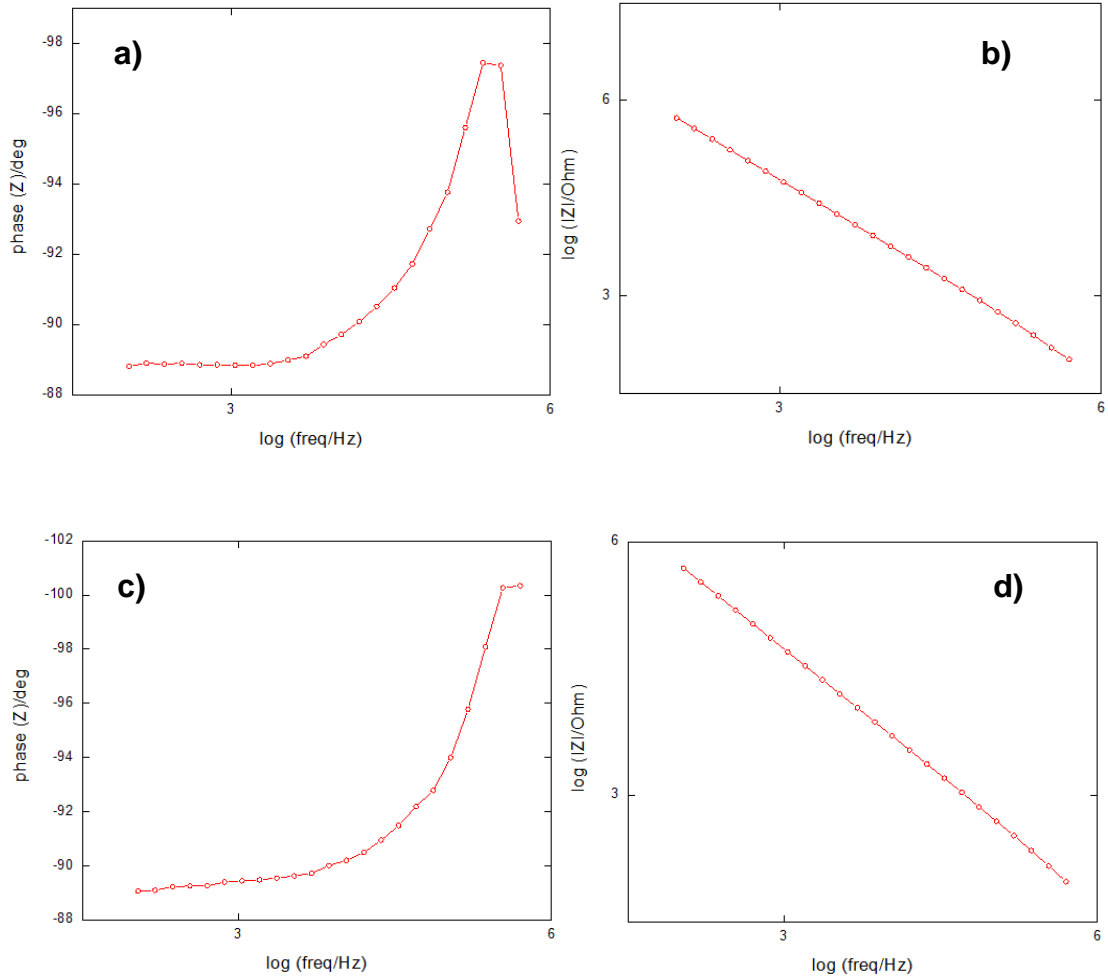 a)
-98
-96
-94
-92
-90
-88
phase (Z)/deg
3
6
log (freq/Hz)
b)
6
3
log (IZI/Ohm)
3
6
log (freq/Hz)
c)
-102
-100
-98
-96
-94
-92
-90
-88
phase (Z)/deg
3
6
log (freq/Hz)
d)
6
3
log (IZI/Ohm)
3
6
log (freq/Hz)